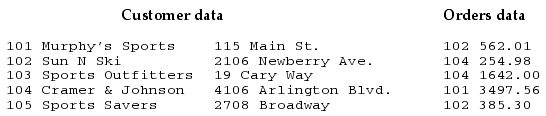 Customer data Orders data
101 Murphy's Sports 115 Main St. 102 562.01
102 Sun N Ski 2106 Newberry Ave. 104 254.98
103 Sports Outfitters 19 Cary Way 104 1642.00
104 Cramer & Johnson 4106 Arlington Blvd. 101 3497.56
105 Sports Savers 2708 Broadway 102 385.30